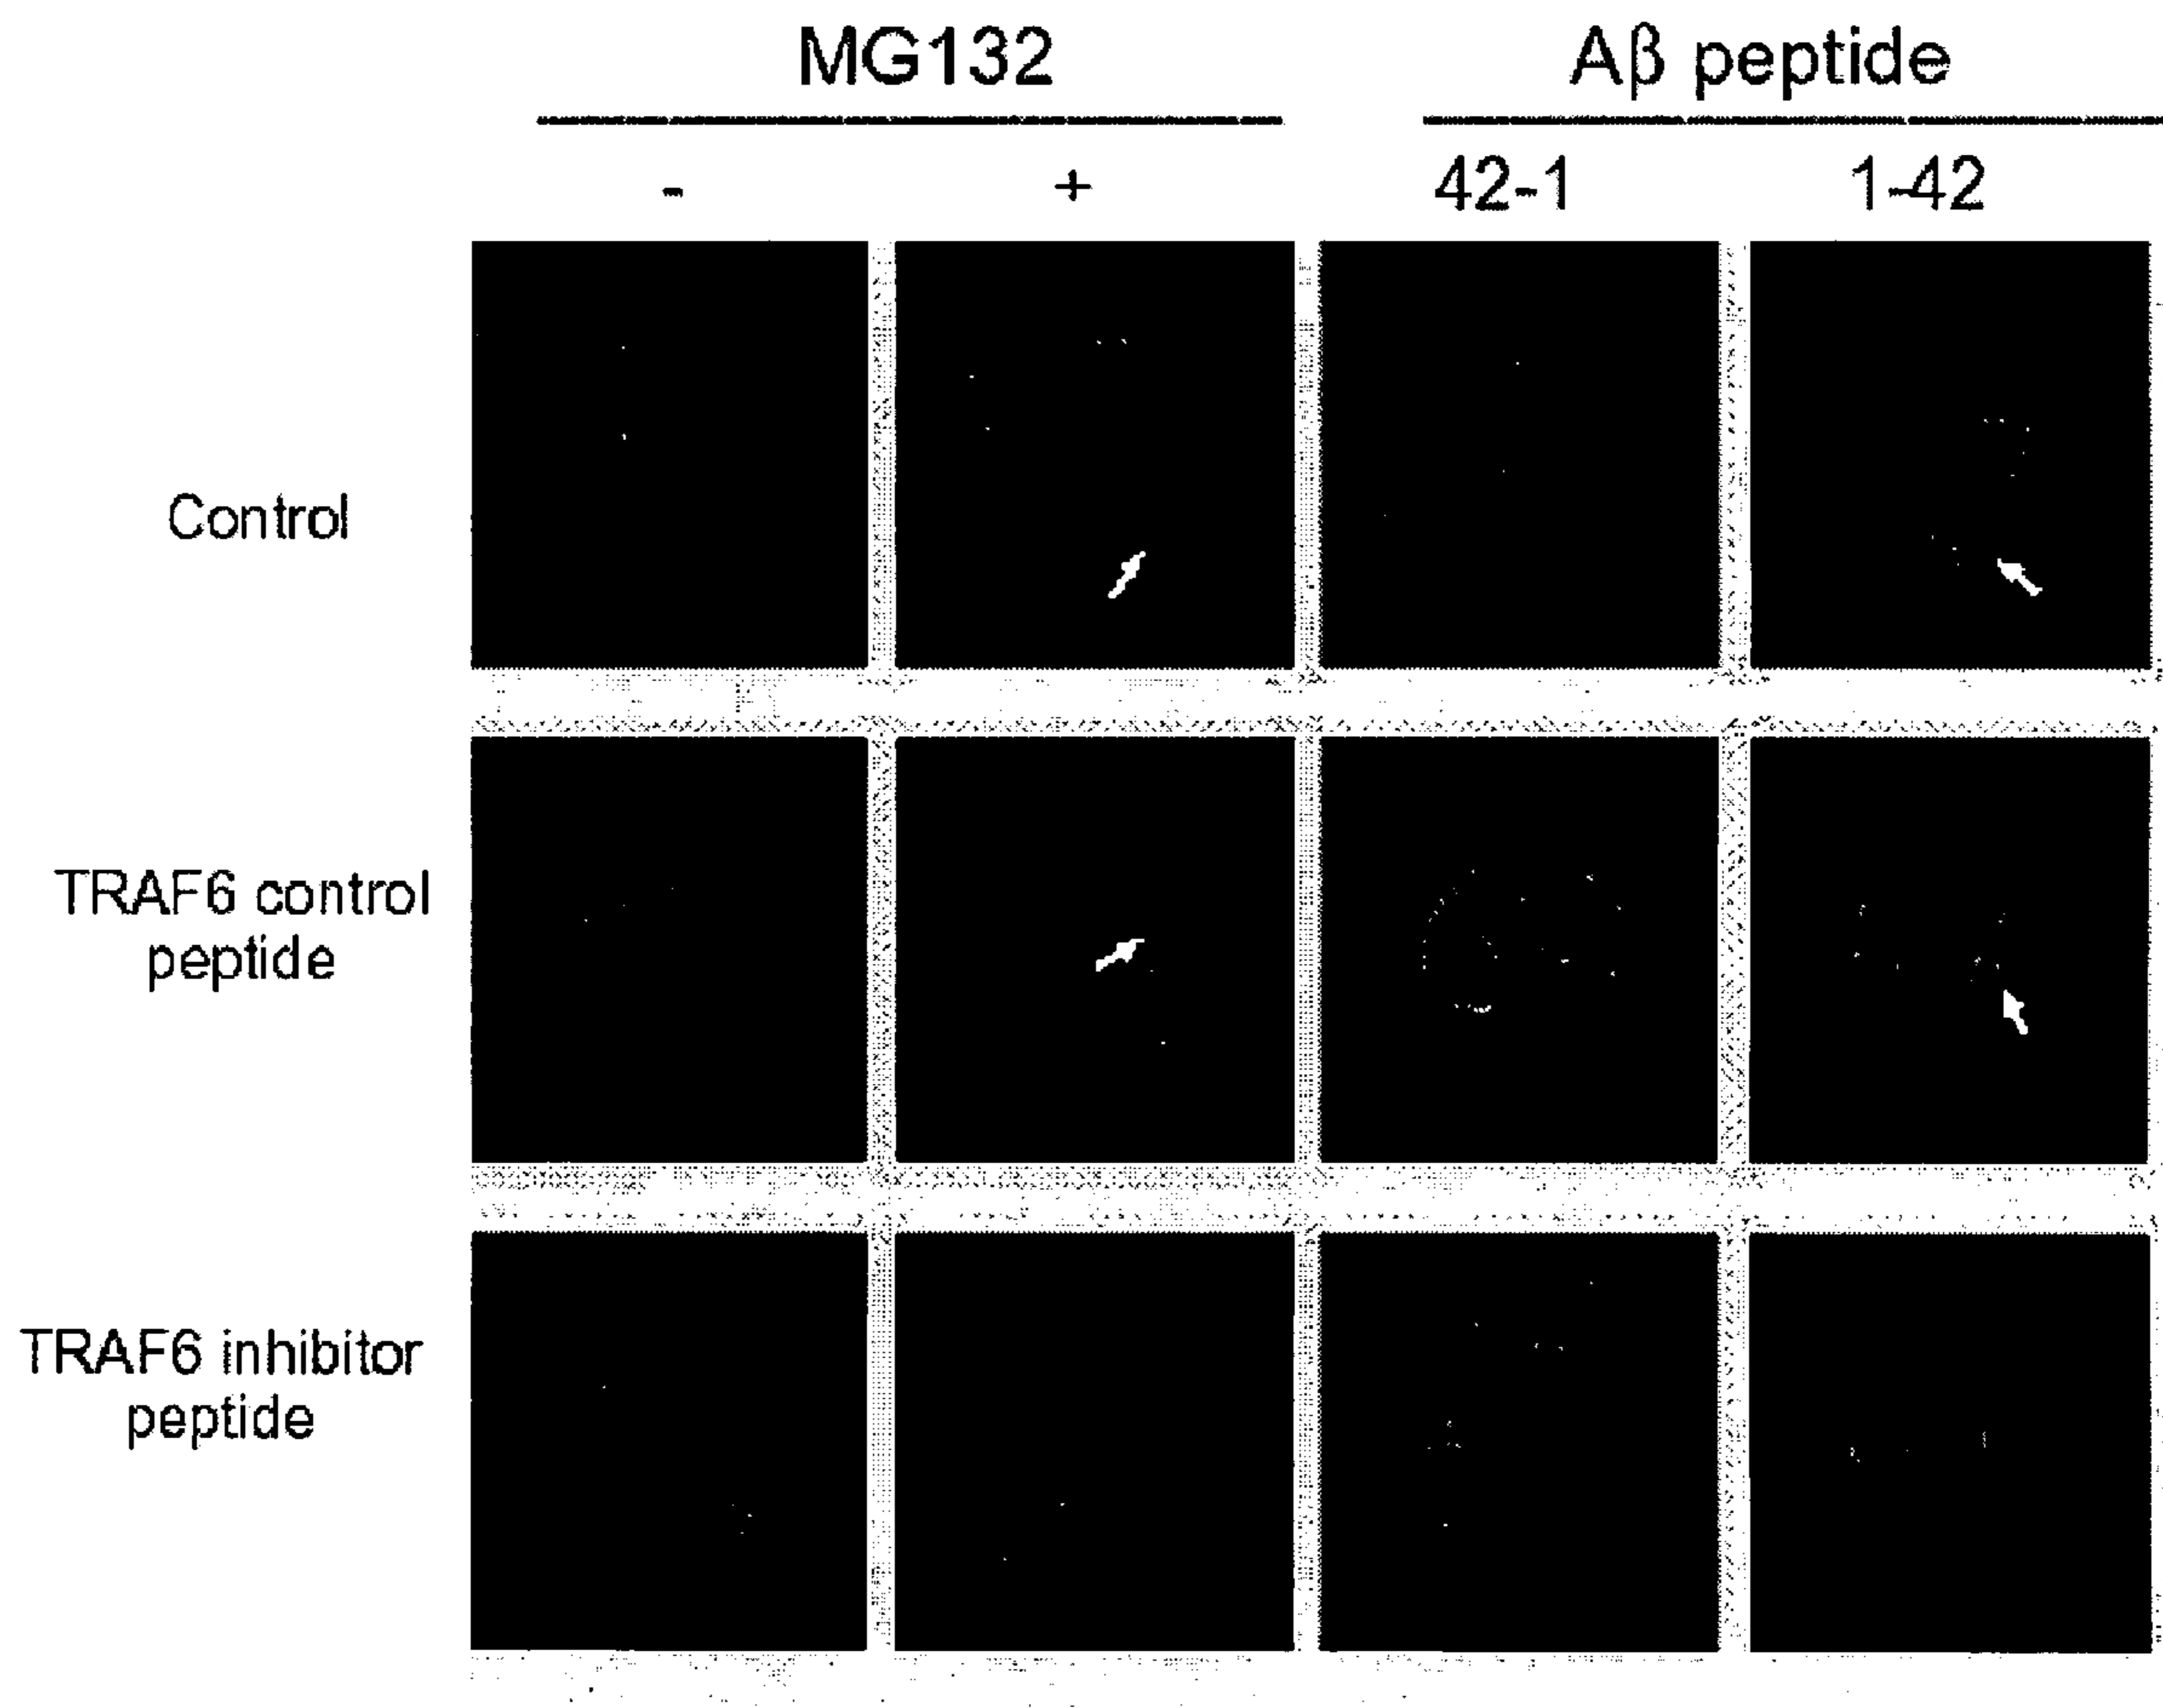 MG132
Aβ peptide
- + 42-1 1-42
Control
TRAF6 control
peptide
TRAF6 inhibitor
peptide